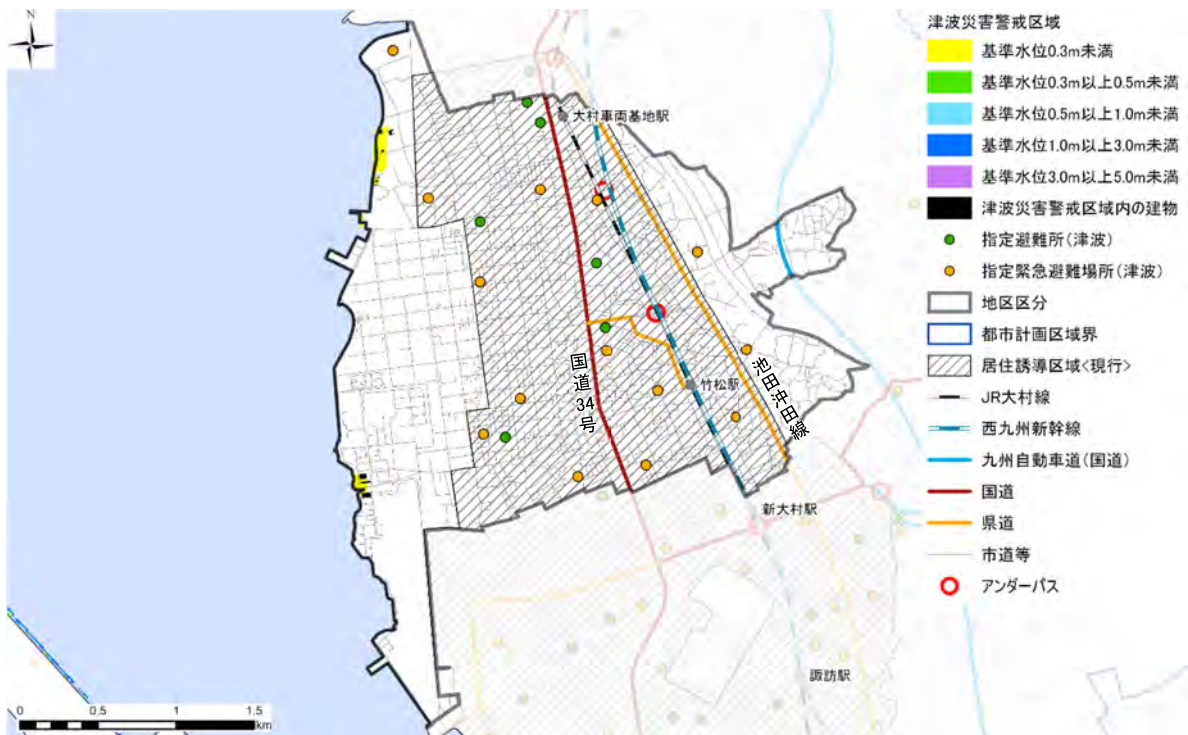 N
津波災害警戒区域
基準水位0.3m未満
基準水位0.3m以上0.5m未満
基準水位0.5m以上1.0m未満
基準水位1.0m以上3.0m未満
基準水位3.0m以上5.0m未満
津波災害警戒区域内の建物
指定避難所(津波)
指定緊急避難場所(津波)
地区区分
都市計画区域界
居住誘導区域<現行>
JR大村線
西九州新幹線
九州自動車道(国道)
国道
県道
市道等
アンダーパス
大村車両基地駅
国道34号
竹松駅
池田沖田線
新大村駅
諏訪駅
0 0.5 1 1.5
km